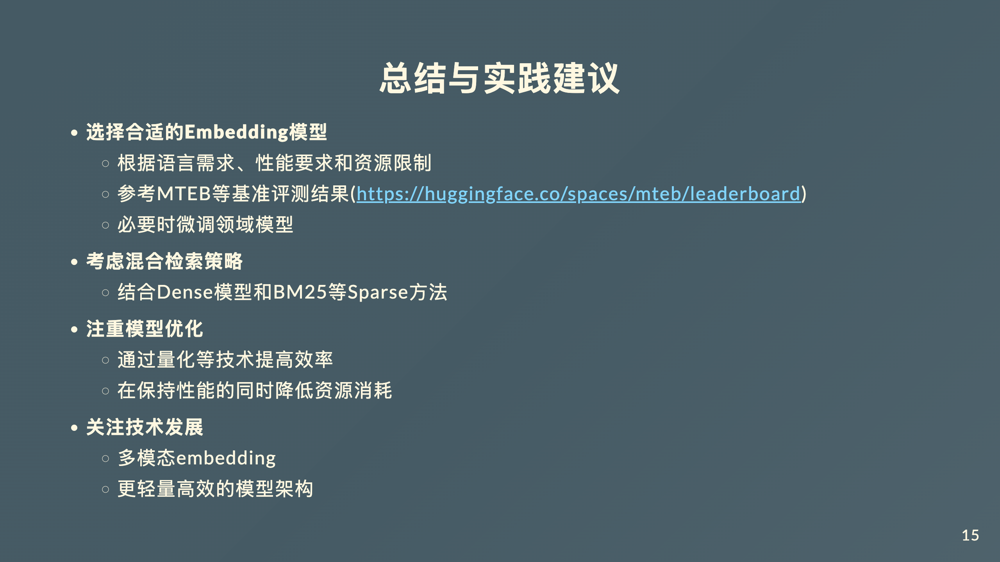 总结与实践建议
选择合适的Embedding模型
根据语言需求、性能要求和资源限制
参考MTEB等基准评测结果(https://huggingface.co/spaces/mteb/leaderboard)
必要时微调领域模型
考虑混合检索策略
结合Dense模型和BM25等Sparse方法
注重模型优化
通过量化等技术提高效率
在保持性能的同时降低资源消耗
关注技术发展
多模态embedding
更轻量高效的模型架构
15